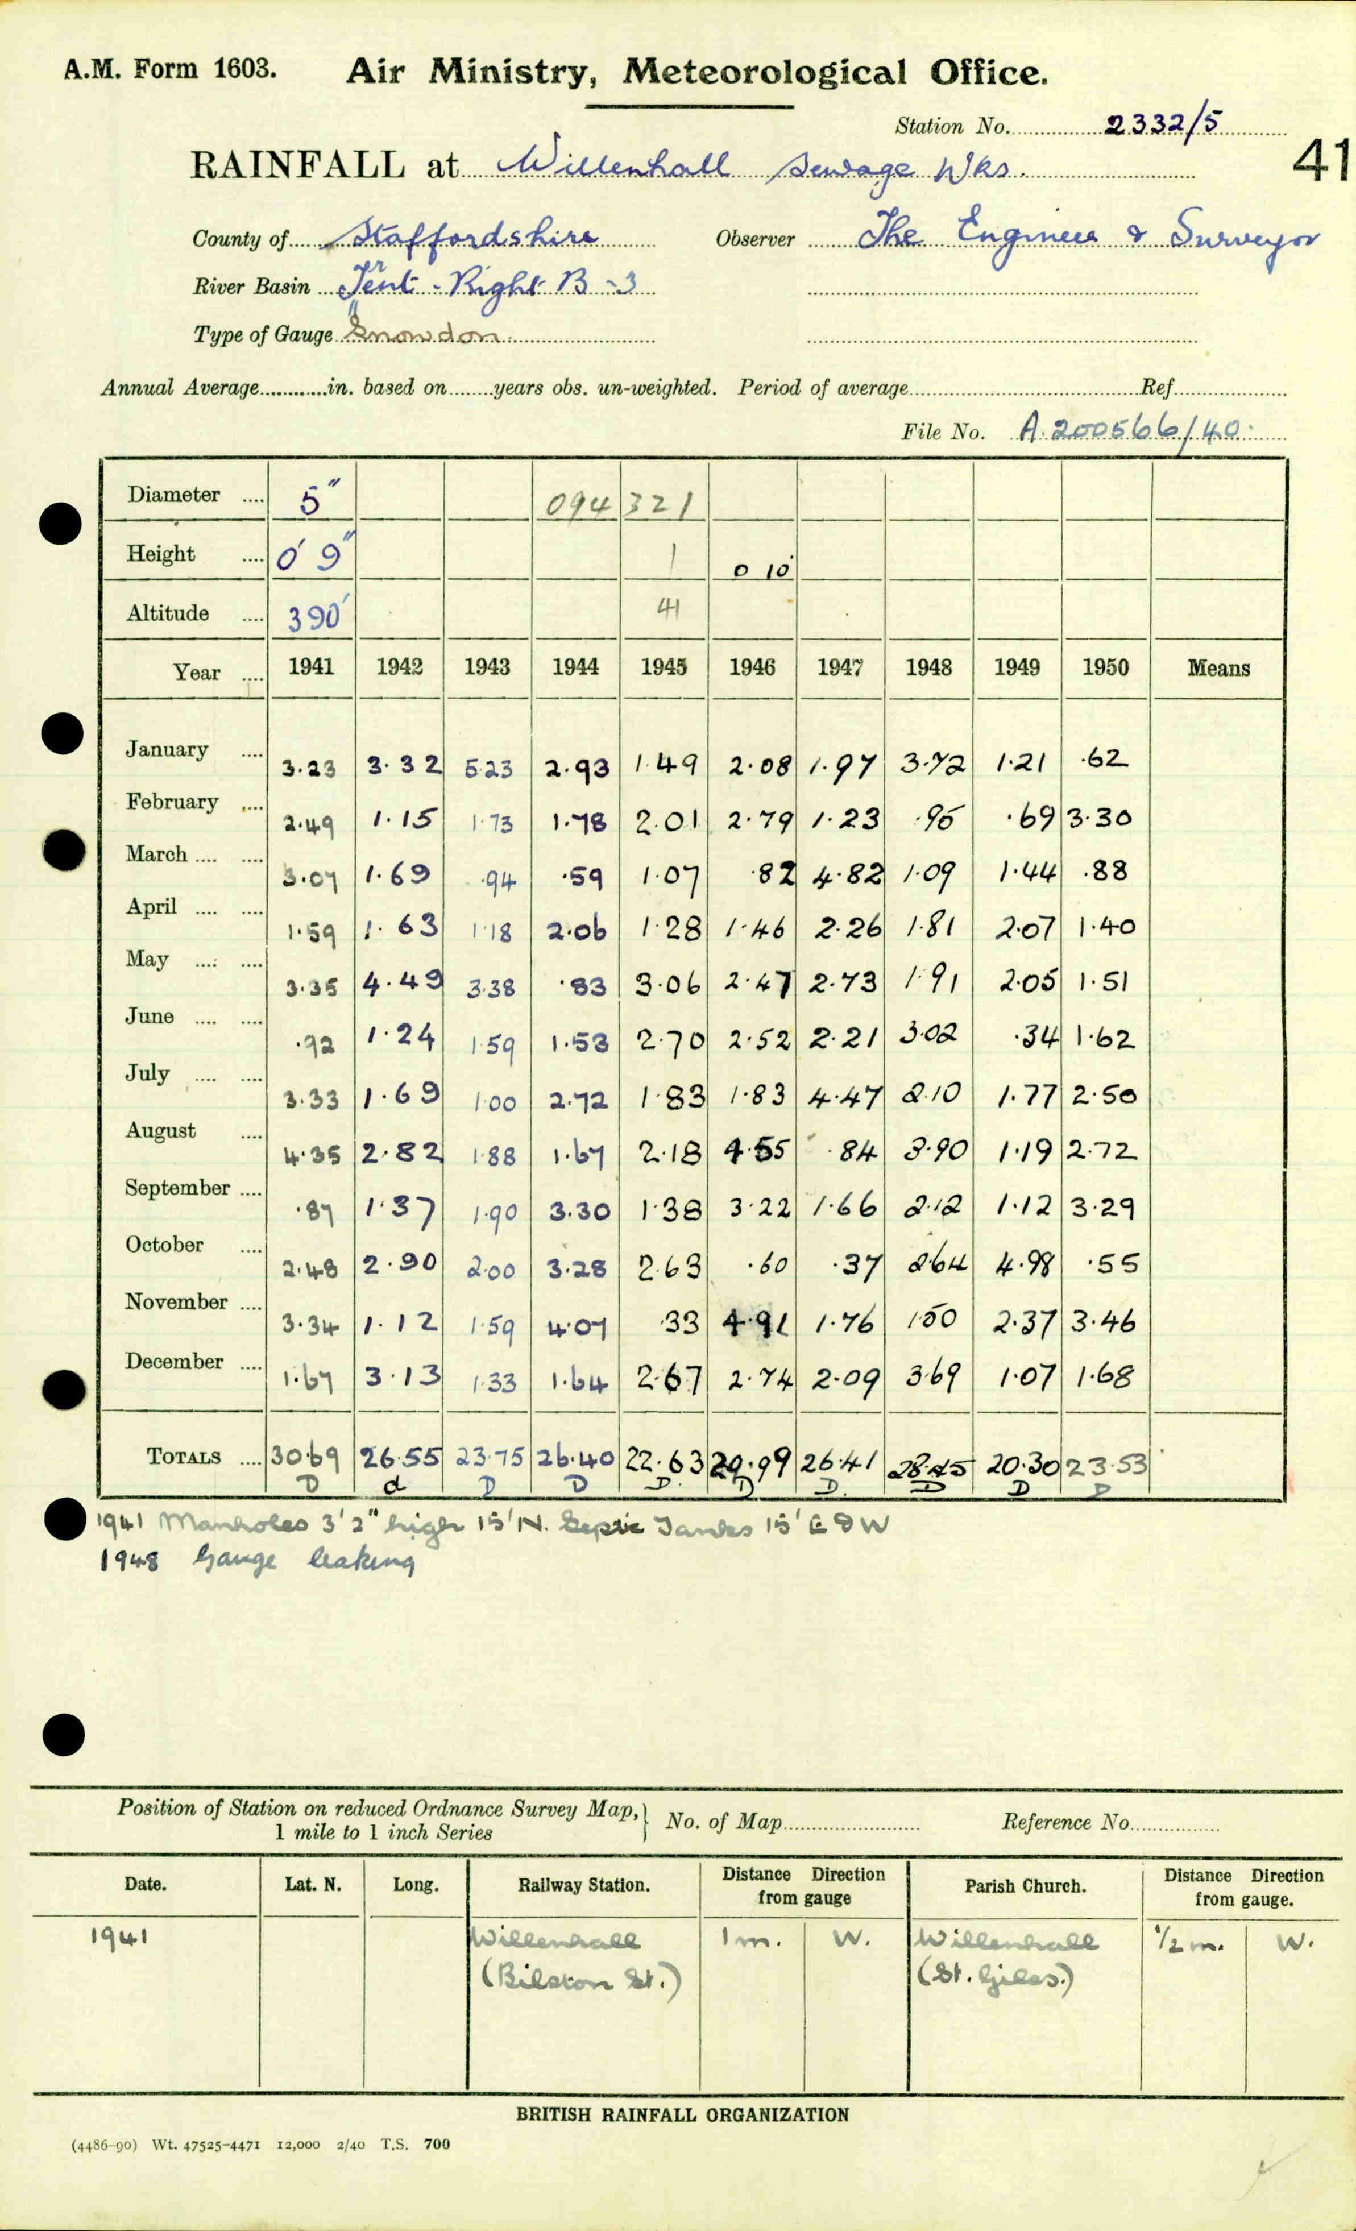 A.M. Form 1603. Air Ministry, Meteorological Office.
Station No. 2332/5
41
RAINFALL at Willenhall Sewage Wks.
County of Staffordshire Observer The Engineer & Surveyor
River Basin Trent - Right B - 3
Type of Gauge Snowdon
Annual Average............in. based on........years obs. un-weighted. Period of average Ref
File No. A.200566/40.
Diameter .... 5" 094 321
Height .... 0' 9" 1 0 10
Altitude .... 390' 41
Year .... 1941 1942 1943 1944 1945 1946 1947 1948 1949 1950 Means
January .... 3.23 3.32 5.23 2.93 1.49 2.08 1.97 3.72 1.21 .62
February .... 2.49 1.15 1.73 1.78 2.01 2.79 1.23 .95 .69 3.30
March .... .... 3.07 1.69 .94 .59 1.07 .82 4.82 1.09 1.44 .88
April .... .... 1.59 1.63 1.18 2.06 1.28 1.46 2.26 1.81 2.07 1.40
May .... .... 3.35 4.49 3.38 .83 3.06 2.47 2.73 1.91 2.05 1.51
June .... .... .92 1.24 1.59 1.53 2.70 2.52 2.21 3.02 .34 1.62
July .... .... 3.33 1.69 1.00 2.72 1.83 1.83 4.47 2.10 1.77 2.50
August .... 4.35 2.82 1.88 1.67 2.18 4.55 .84 3.90 1.19 2.72
September .... .87 1.37 1.90 3.30 1.38 3.22 1.66 2.12 1.12 3.29
October .... 2.48 2.90 2.00 3.28 2.63 .60 .37 2.64 4.98 .55
November .... 3.34 1.12 1.59 4.07 .33 4.91 1.76 1.50 2.37 3.46
December .... 1.67 3.13 1.33 1.64 2.67 2.74 2.09 3.69 1.07 1.68
TOTALS .... 30.69 26.55 23.75 26.40 22.63 29.99 26.41 28.45 20.30 23.53
D d D D D. D D. D D D
1941 Manholes 3'2" high 15' N. Septic Tanks 15' E & W
1948 Gauge leaking
Position of Station on reduced Ordnance Survey Map, 1 mile to 1 inch Series No. of Map Reference No.
Date. Lat. N. Long. Railway Station. Distance Direction from gauge Parish Church. Distance Direction from gauge.
1941 Willenhall 1 m. W. Willenhall 1/2 m. W.
(Bilston St.) (St. Giles.)
BRITISH RAINFALL ORGANIZATION
(4486-90) Wt. 47525-4471 12,000 2/40 T.S. 700